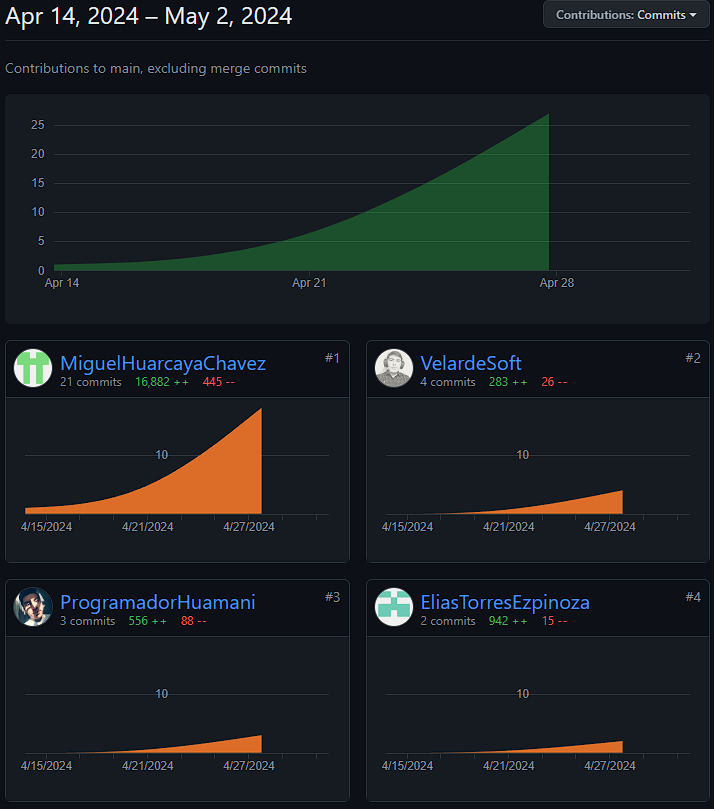 Apr 14, 2024 – May 2, 2024
Contributions: Commits
Contributions to main, excluding merge commits
25
20
15
10
5
0
Apr 14 Apr 21 Apr 28
MiguelHuarcayaChavez #1
21 commits 16,882 ++ 445 --
10
4/15/2024 4/21/2024 4/27/2024
VelardeSoft #2
4 commits 283 ++ 26 --
10
4/15/2024 4/21/2024 4/27/2024
ProgramadorHuamani #3
3 commits 556 ++ 88 --
10
4/15/2024 4/21/2024 4/27/2024
EliasTorresEzpinoza #4
2 commits 942 ++ 15 --
10
4/15/2024 4/21/2024 4/27/2024